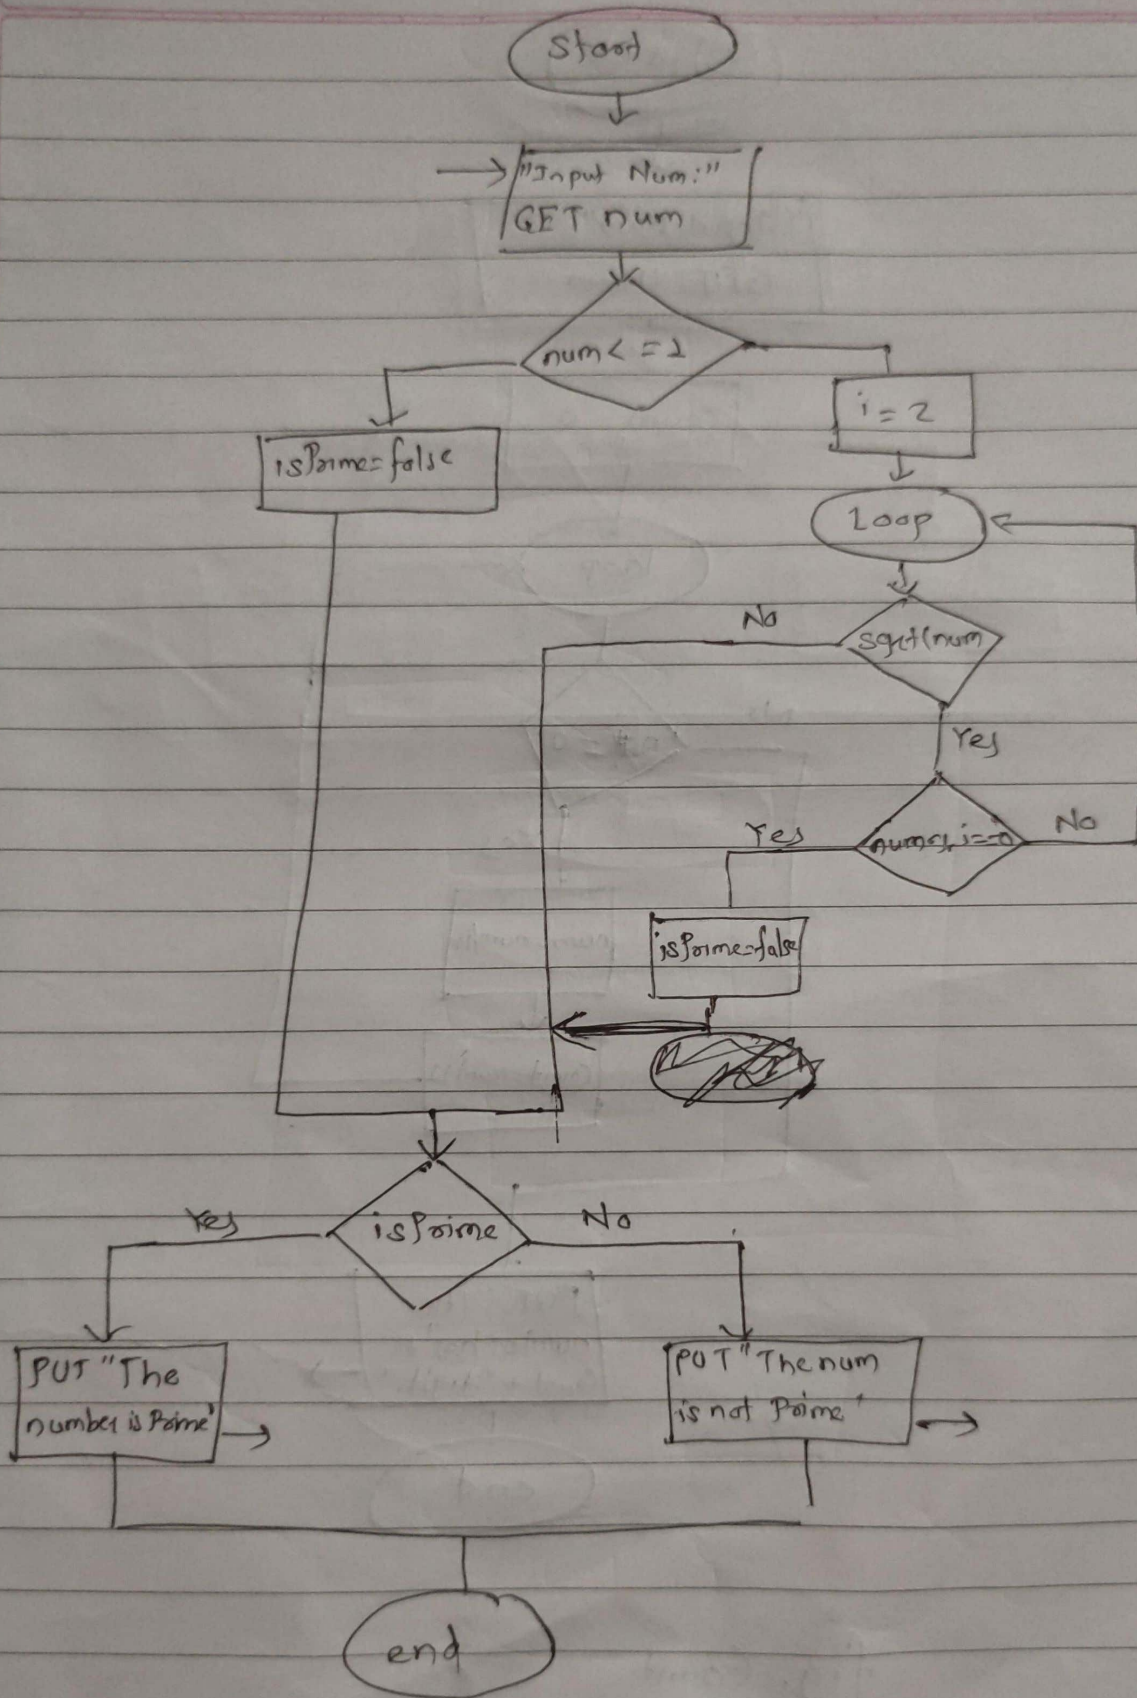 Start
"Input Num:"
GET num
num<=1
i=2
isPrime=false
Loop
No
sqrt(num
Yes
Yes
num%i==0
No
isPrime=false
Yes
isPrime
No
PUT "The
number is Prime"
PUT "The num
is not Prime"
end